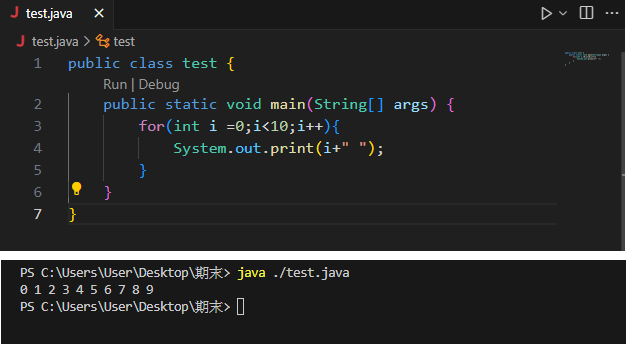 J test.java ×
J test.java > test
1 public class test {
Run | Debug
2 public static void main(String[] args) {
3 for(int i =0;i<10;i++){
4 System.out.print(i+" ");
5 }
6 }
7 }
PS C:\Users\User\Desktop\期末> java ./test.java
0 1 2 3 4 5 6 7 8 9
PS C:\Users\User\Desktop\期末>